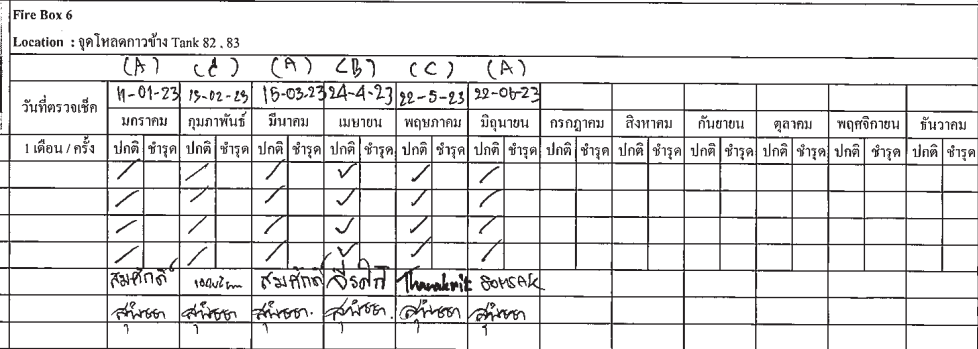 Fire Box 6
Location : จุดโหลดกาวข้าง Tank 82 . 83
(A) (C) (A) (B) (C) (A)
วันที่ตรวจเช็ค 11-01-23 15-02-23 15-03-23 24-4-23 22-5-23 22-06-23
มกราคม กุมภาพันธ์ มีนาคม เมษายน พฤษภาคม มิถุนายน กรกฎาคม สิงหาคม กันยายน ตุลาคม พฤศจิกายน ธันวาคม
1 เดือน / ครั้ง ปกติ ชำรุด ปกติ ชำรุด ปกติ ชำรุด ปกติ ชำรุด ปกติ ชำรุด ปกติ ชำรุด ปกติ ชำรุด ปกติ ชำรุด ปกติ ชำรุด ปกติ ชำรุด ปกติ ชำรุด ปกติ ชำรุด
/ / / ✓ ✓ /
/ / / ✓ ✓ /
/ / / ✓ ✓ /
/ / / ✓ ✓ /
สมศักดิ์ สมศักดิ์ Thanakrit SOMSAK